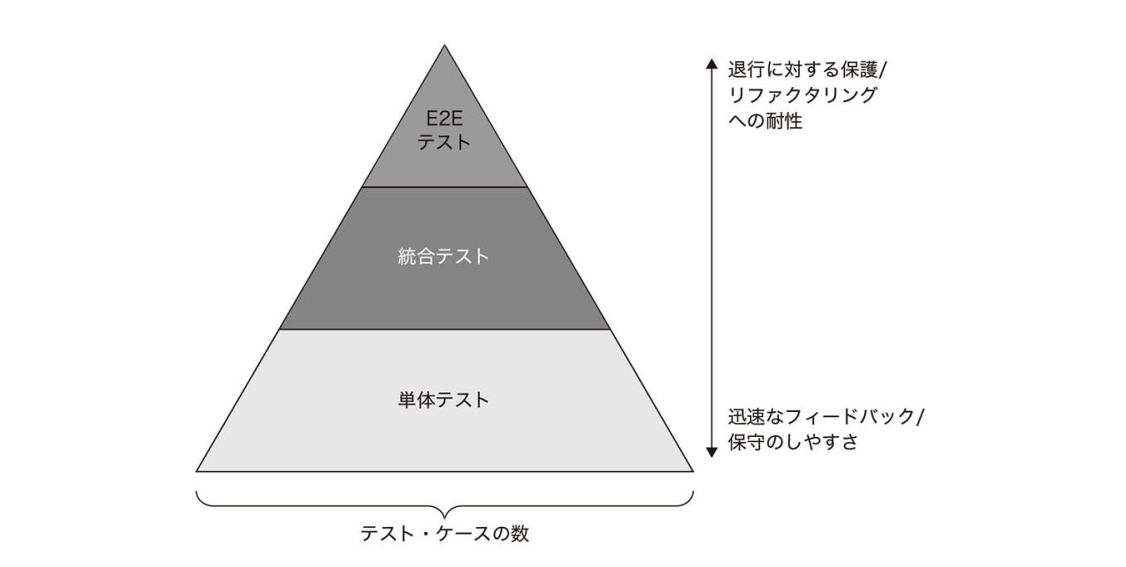 E2E
テスト
統合テスト
単体テスト
テスト・ケースの数
退行に対する保護/
リファクタリング
への耐性
迅速なフィードバック/
保守のしやすさ